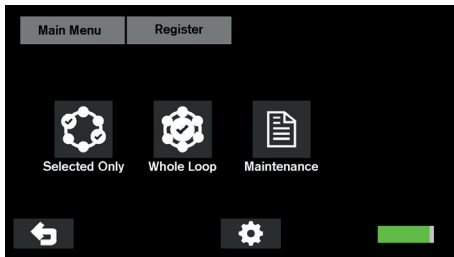 Main Menu
Register
Selected Only
Whole Loop
Maintenance